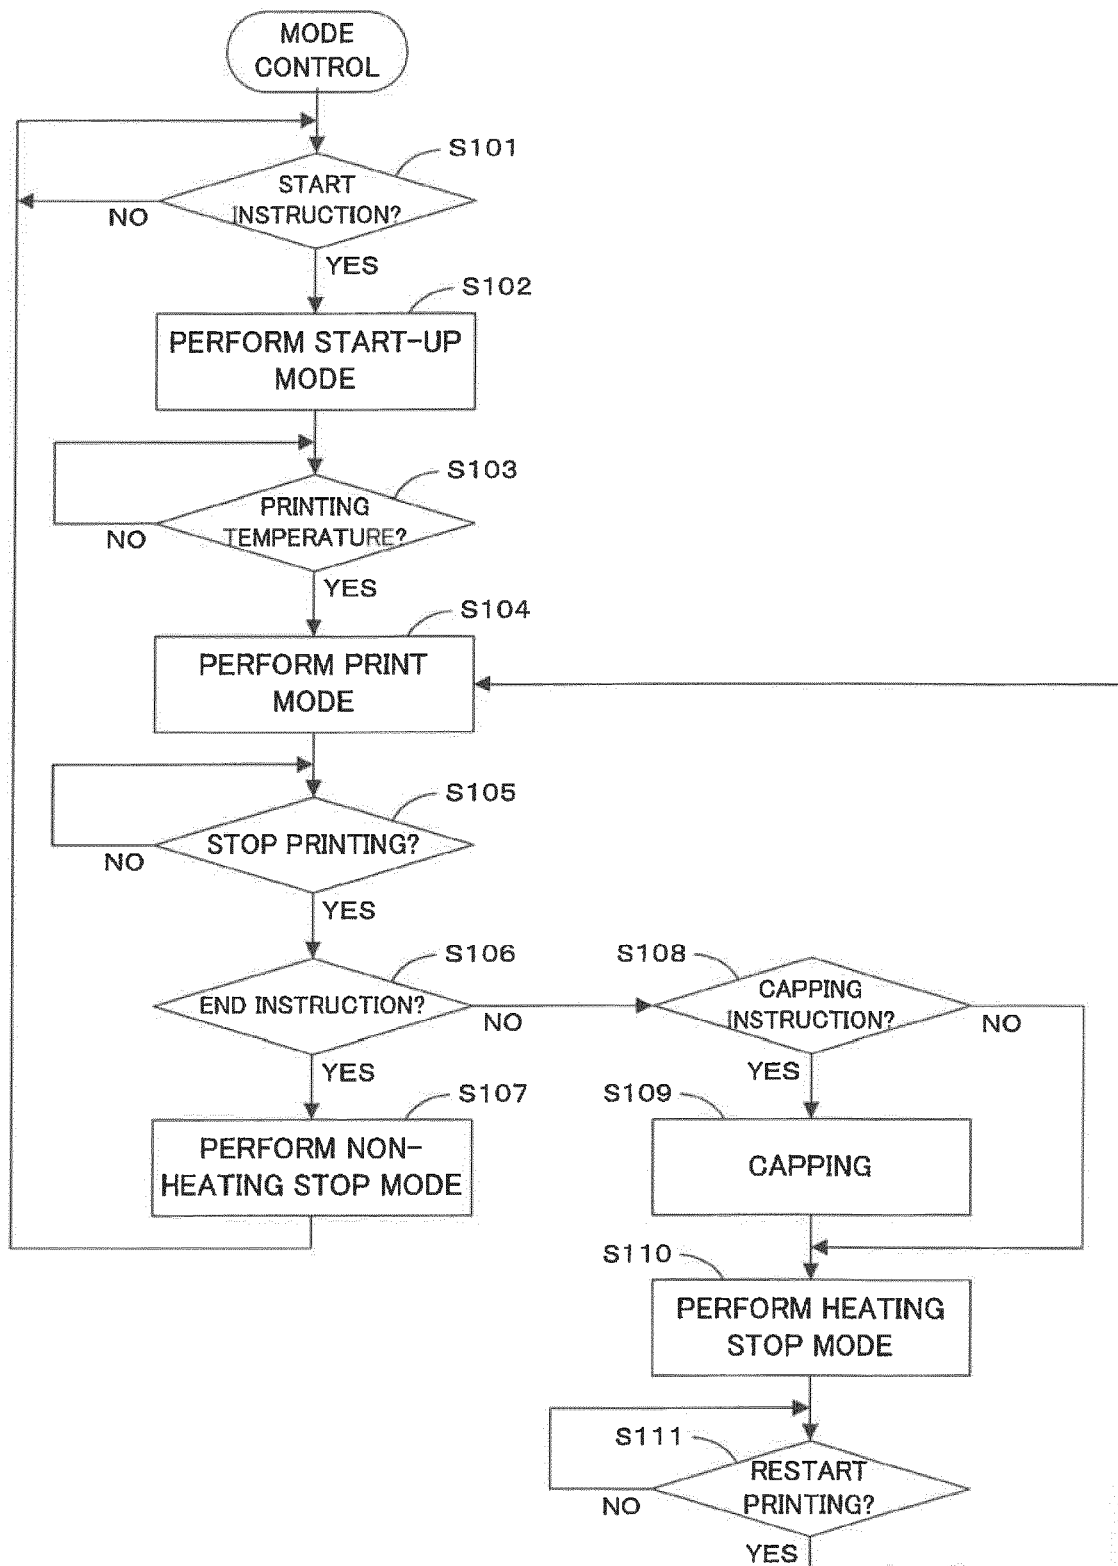 MODE
CONTROL
S101
START
INSTRUCTION?
NO
YES
S102
PERFORM START-UP
MODE
S103
PRINTING
TEMPERATURE?
NO
YES
S104
PERFORM PRINT
MODE
S105
STOP PRINTING?
NO
YES
S106
END INSTRUCTION?
NO
YES
S107
PERFORM NON-
HEATING STOP MODE
S108
CAPPING
INSTRUCTION?
NO
YES
S109
CAPPING
S110
PERFORM HEATING
STOP MODE
S111
RESTART
PRINTING?
NO
YES